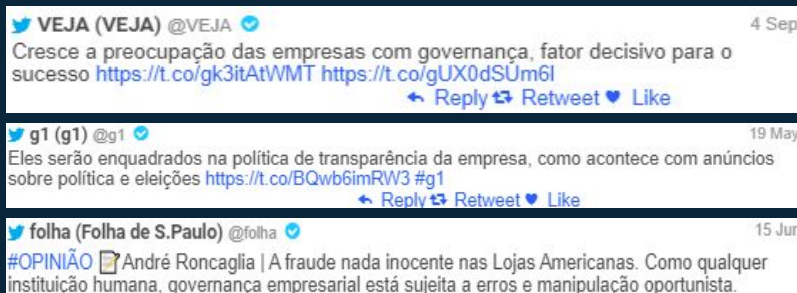 VEJA (VEJA) @VEJA 4 Sep
Cresce a preocupação das empresas com governança, fator decisivo para o
sucesso https://t.co/gk3itAtWMT https://t.co/gUX0dSUm6I
Reply Retweet Like
g1 (g1) @g1 19 May
Eles serão enquadrados na política de transparência da empresa, como acontece com anúncios
sobre política e eleições https://t.co/BQwb6imRW3 #g1
Reply Retweet Like
folha (Folha de S.Paulo) @folha 15 Jun
#OPINIÃO 📝André Roncaglia | A fraude nada inocente nas Lojas Americanas. Como qualquer
instituição humana, governança empresarial está sujeita a erros e manipulação oportunista.